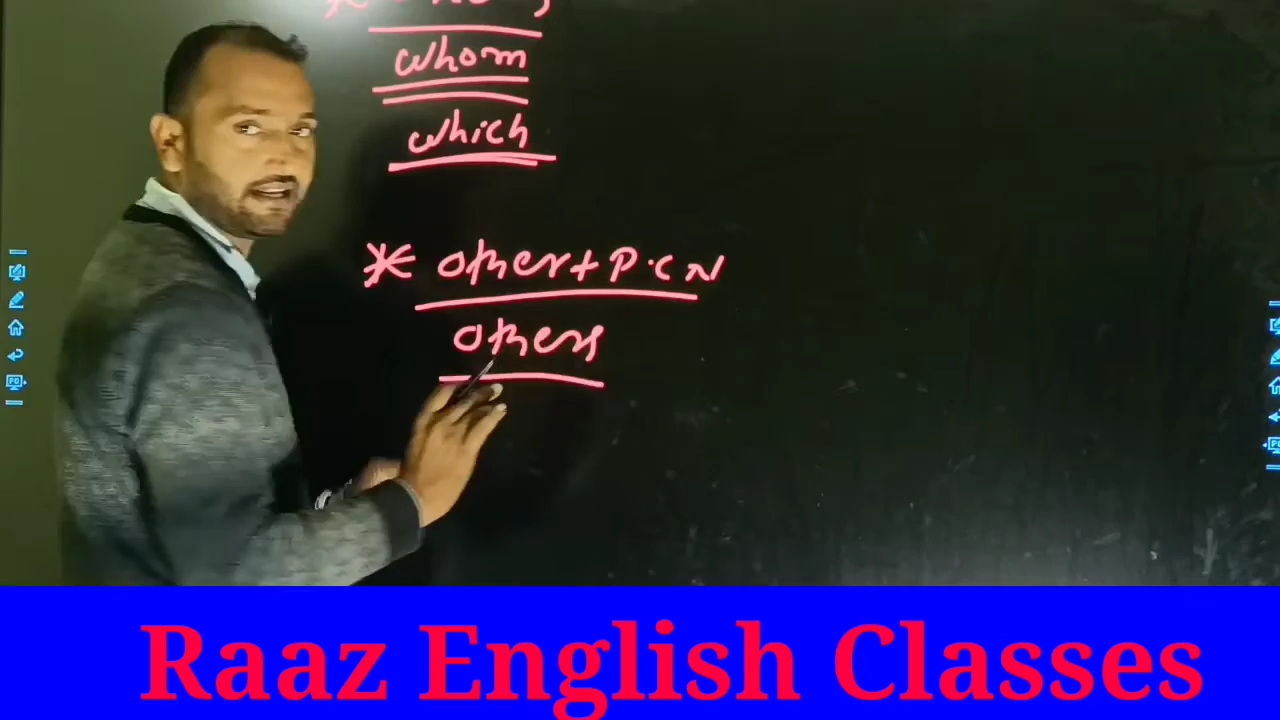 whom
which
* other + P.C N
others
Raaz English Classes